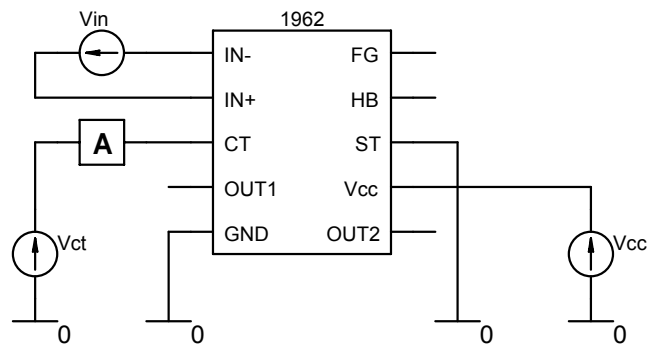 Vin
1962
IN-
FG
IN+
HB
A
CT
ST
OUT1
Vcc
GND
OUT2
Vct
Vcc
0
0
0
0